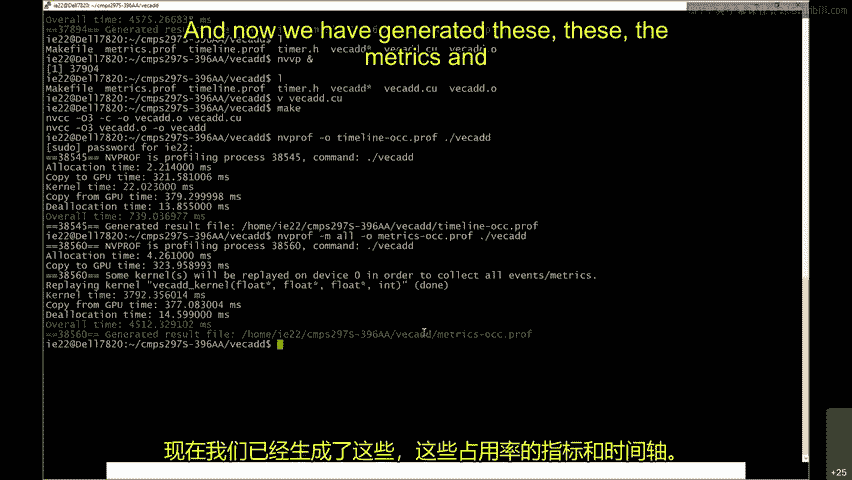 Overall time: 4575.266838 ms
And now we have generated these, these, the
metrics and
Makefile metrics.prof timeline.prof timer.h vecadd* vecadd.cu vecadd.o
ie22@Dell7820:~/cmps297S-396AA/vecadd$ nvvp &
[1] 37904
ie22@Dell7820:~/cmps297S-396AA/vecadd$ l
Makefile metrics.prof timeline.prof timer.h vecadd* vecadd.cu vecadd.o
ie22@Dell7820:~/cmps297S-396AA/vecadd$ v vecadd.cu
ie22@Dell7820:~/cmps297S-396AA/vecadd$ make
nvcc -O3 -c -o vecadd.o vecadd.cu
nvcc -O3 vecadd.o -o vecadd
ie22@Dell7820:~/cmps297S-396AA/vecadd$ nvprof -o timeline-occ.prof ./vecadd
[sudo] password for ie22:
==38545== NVPROF is profiling process 38545, command: ./vecadd
Allocation time: 2.214000 ms
Copy to GPU time: 321.581006 ms
Kernel time: 22.023000 ms
Copy from GPU time: 379.299998 ms
Deallocation time: 13.855000 ms
Overall time: 739.036977 ms
==38545== Generated result file: /home/ie22/cmps297S-396AA/vecadd/timeline-occ.prof
ie22@Dell7820:~/cmps297S-396AA/vecadd$ nvprof -m all -o metrics-occ.prof ./vecadd
==38560== NVPROF is profiling process 38560, command: ./vecadd
Allocation time: 4.261000 ms
Copy to GPU time: 323.958993 ms
==38560== Some kernel(s) will be replayed on device 0 in order to collect all events/metrics.
Replaying kernel "vecadd_kernel(float*, float*, float*, int)" (done)
Kernel time: 3792.356014 ms
Copy from GPU time: 377.083004 ms
Deallocation time: 14.599000 ms
Overall time: 4512.329102 ms
==38560== Generated result file: /home/ie22/cmps297S-396AA/vecadd/metrics-occ.prof
ie22@Dell7820:~/cmps297S-396AA/vecadd$
现在我们已经生成了这些，这些占用率的指标和时间轴。
+25